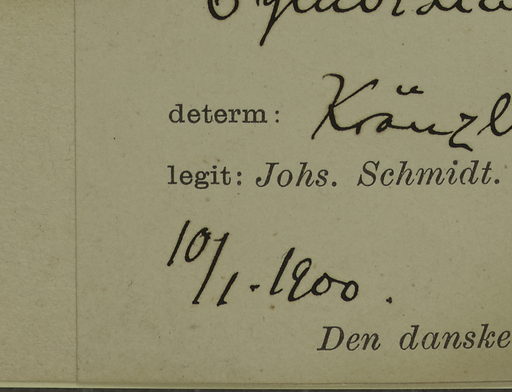 determ: Kränzl
legit: Johs. Schmidt.
10/1.-1900.
Den danske